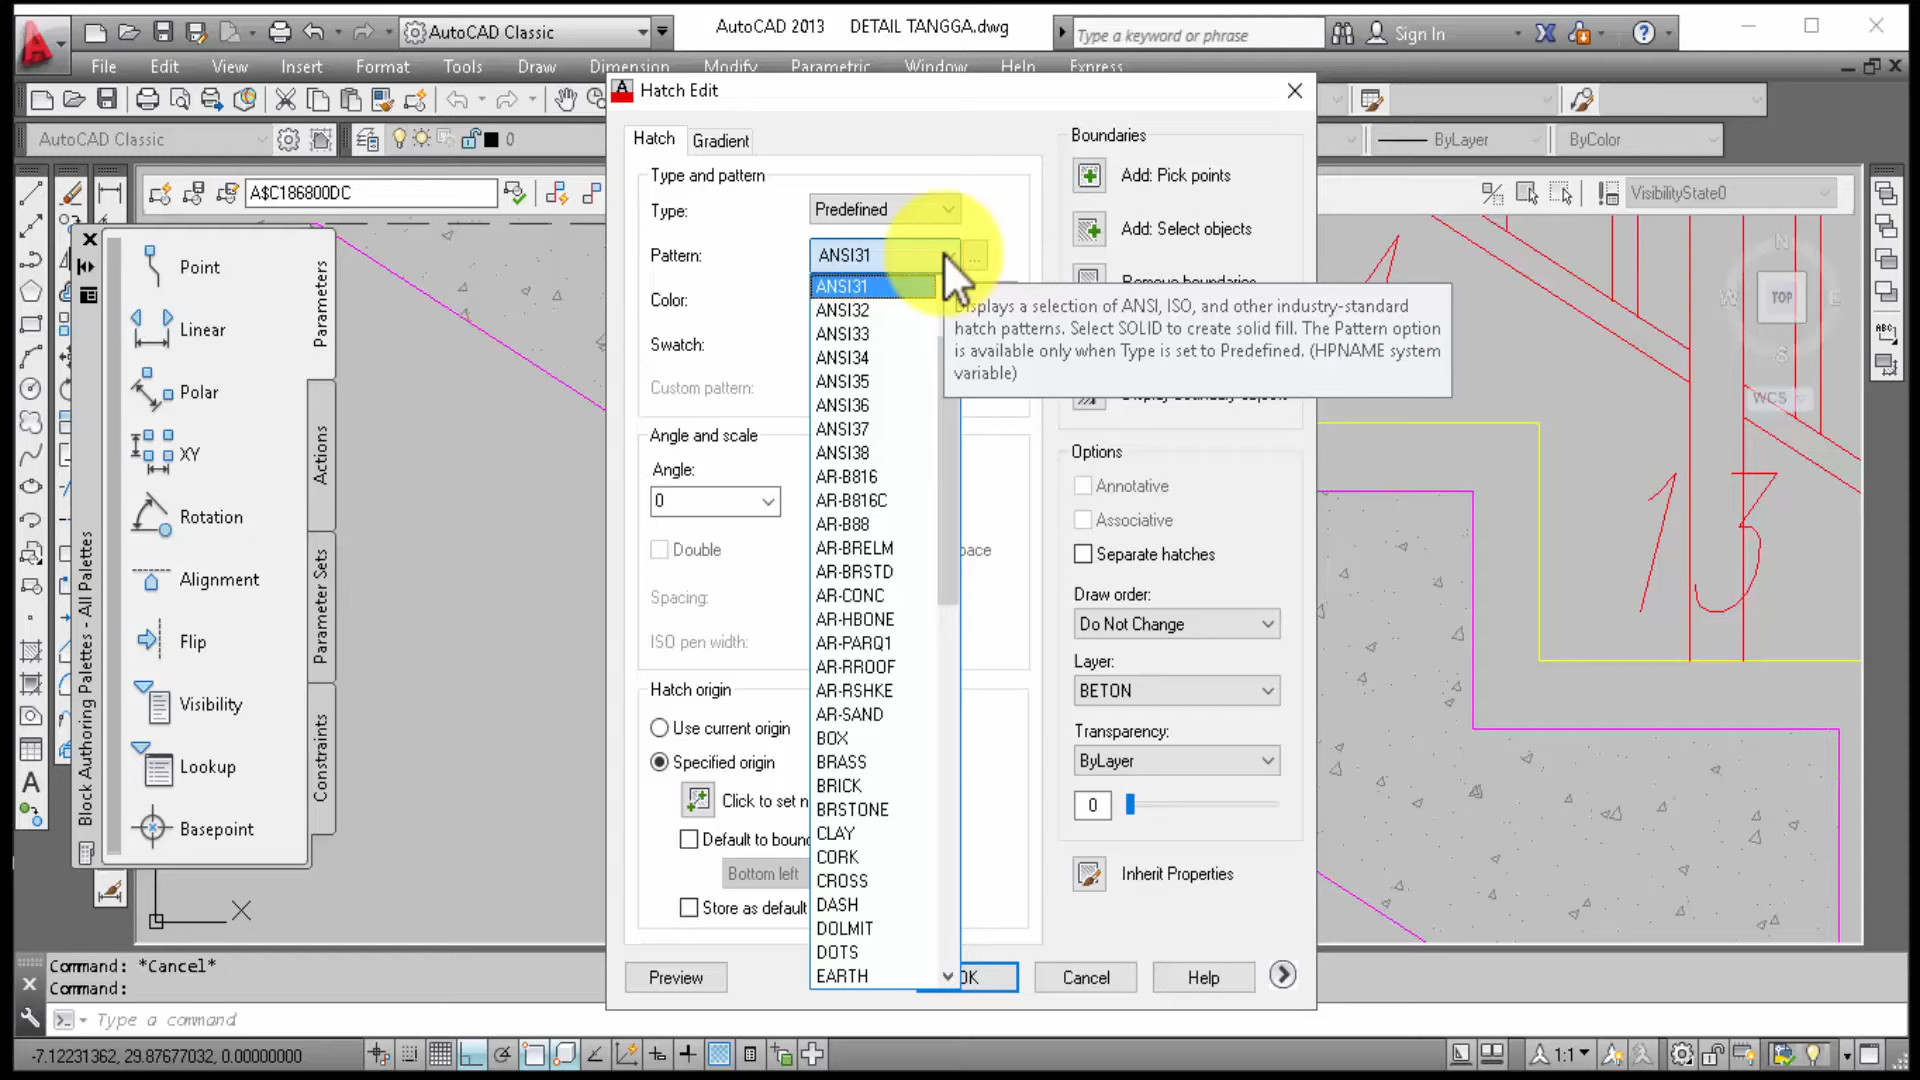 AutoCAD Classic
AutoCAD 2013 DETAIL TANGGA.dwg
Type a keyword or phrase
Sign In
File Edit View Insert Format Tools Draw Dimension Modify Parametric Window Help Express
Hatch Edit
AutoCAD Classic
0
ByLayer
ByColor
A$C186800DC
VisibilityState0
Hatch
Gradient
Type and pattern
Type:
Predefined
Pattern:
ANSI31
...
Color:
Swatch:
Custom pattern:
Angle and scale
Angle:
0
Double
pace
Spacing:
ISO pen width:
Hatch origin
Use current origin
Specified origin
Click to set n
Default to bound
Bottom left
Store as default
ANSI31
ANSI32
ANSI33
ANSI34
ANSI35
ANSI36
ANSI37
ANSI38
AR-B816
AR-B816C
AR-B88
AR-BRELM
AR-BRSTD
AR-CONC
AR-HBONE
AR-PARQ1
AR-RROOF
AR-RSHKE
AR-SAND
BOX
BRASS
BRICK
BRSTONE
CLAY
CORK
CROSS
DASH
DOLMIT
DOTS
EARTH
Displays a selection of ANSI, ISO, and other industry-standard
hatch patterns. Select SOLID to create solid fill. The Pattern option
is available only when Type is set to Predefined. (HPNAME system
variable)
Boundaries
Add: Pick points
Add: Select objects
Remove boundaries
Options
Annotative
Associative
Separate hatches
Draw order:
Do Not Change
Layer:
BETON
Transparency:
ByLayer
0
Inherit Properties
Preview
OK
Cancel
Help
Point
Linear
Polar
XY
Rotation
Alignment
Flip
Visibility
Lookup
Basepoint
Parameters
Actions
Parameter Sets
Constraints
Block Authoring Palettes - All Palettes
N
W
TOP
E
S
WCS
13
ABC
A
X
Command: *Cancel*
Command:
Type a command
-7.12231362, 29.87677032, 0.00000000
1:1